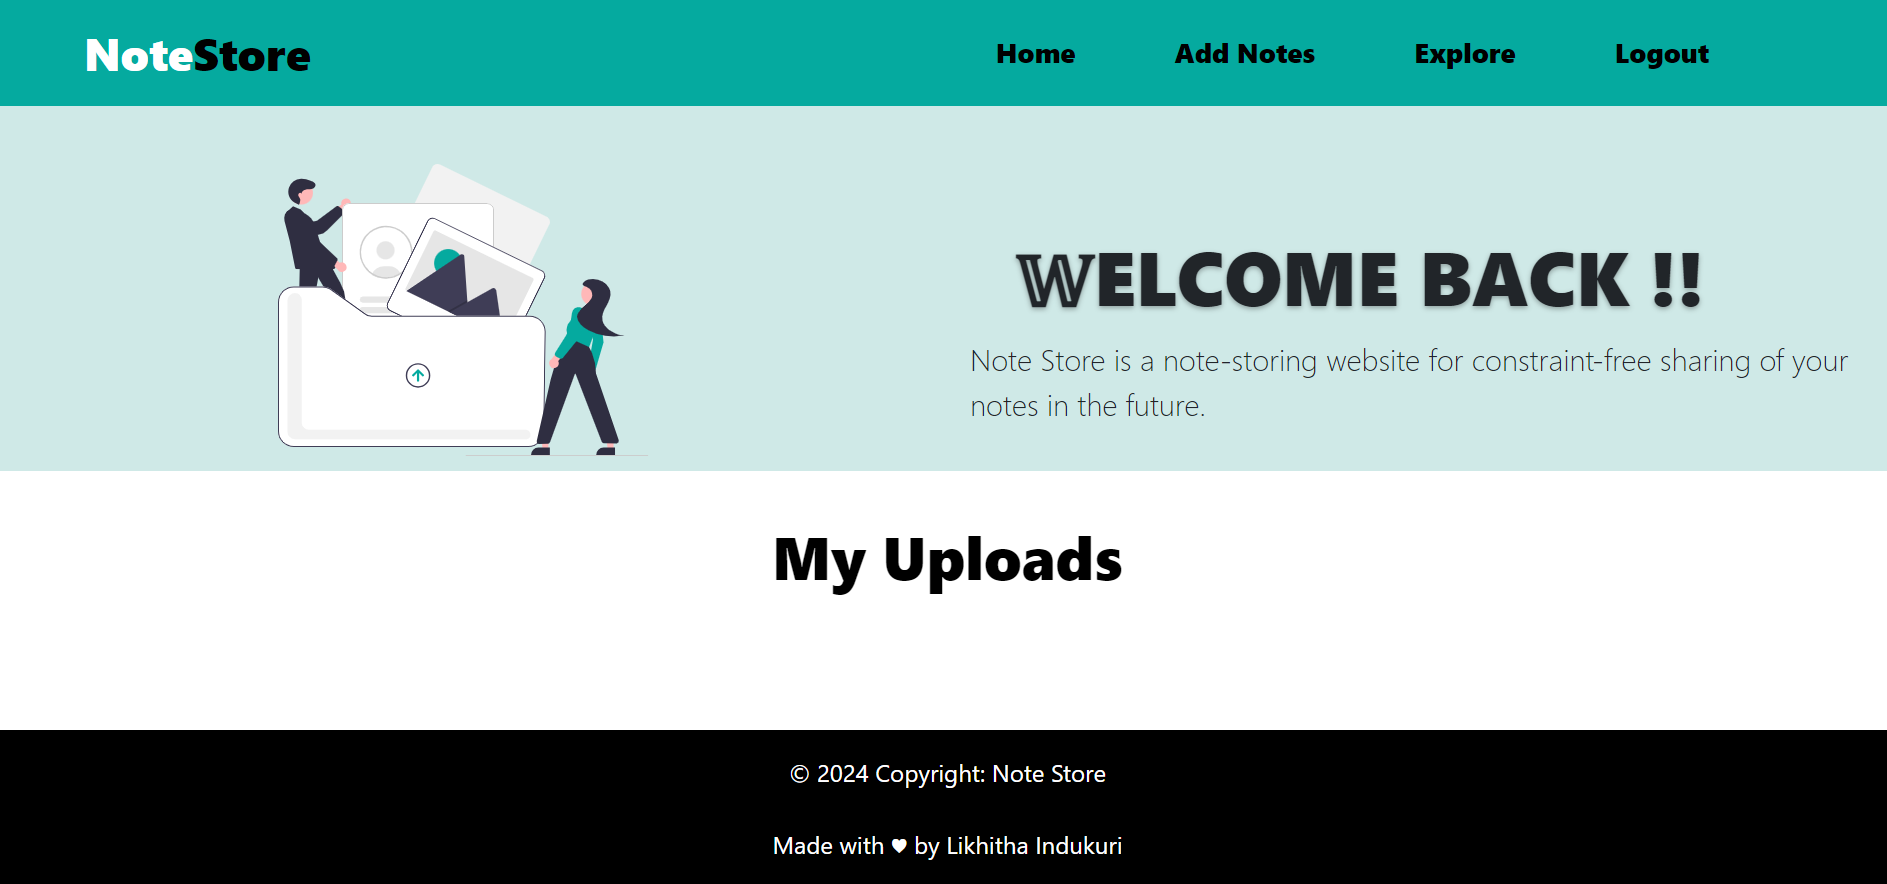 NoteStore
Home Add Notes Explore Logout
𝕎ELCOME BACK !!
Note Store is a note-storing website for constraint-free sharing of your
notes in the future.
My Uploads
© 2024 Copyright: Note Store
Made with ♥ by Likhitha Indukuri